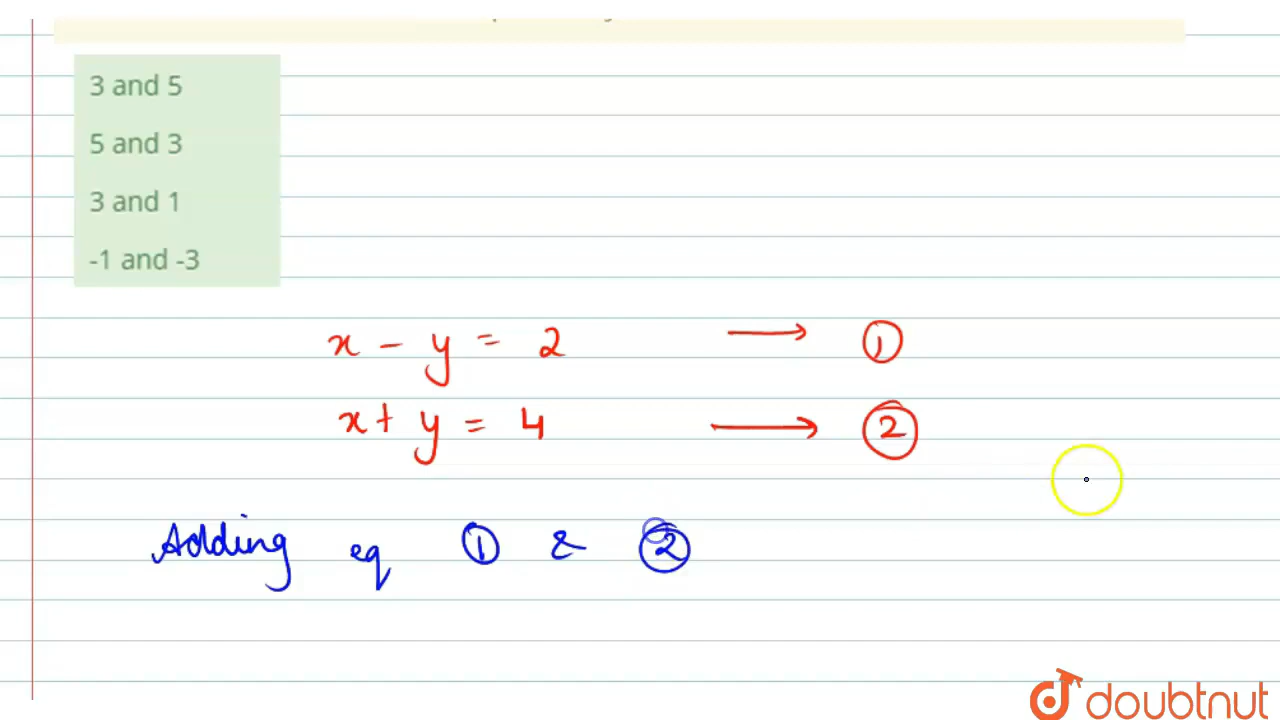 3 and 5
5 and 3
3 and 1
-1 and -3
x - y = 2 → ①
x + y = 4 → ②
Adding eq ① & ②
doubtnut